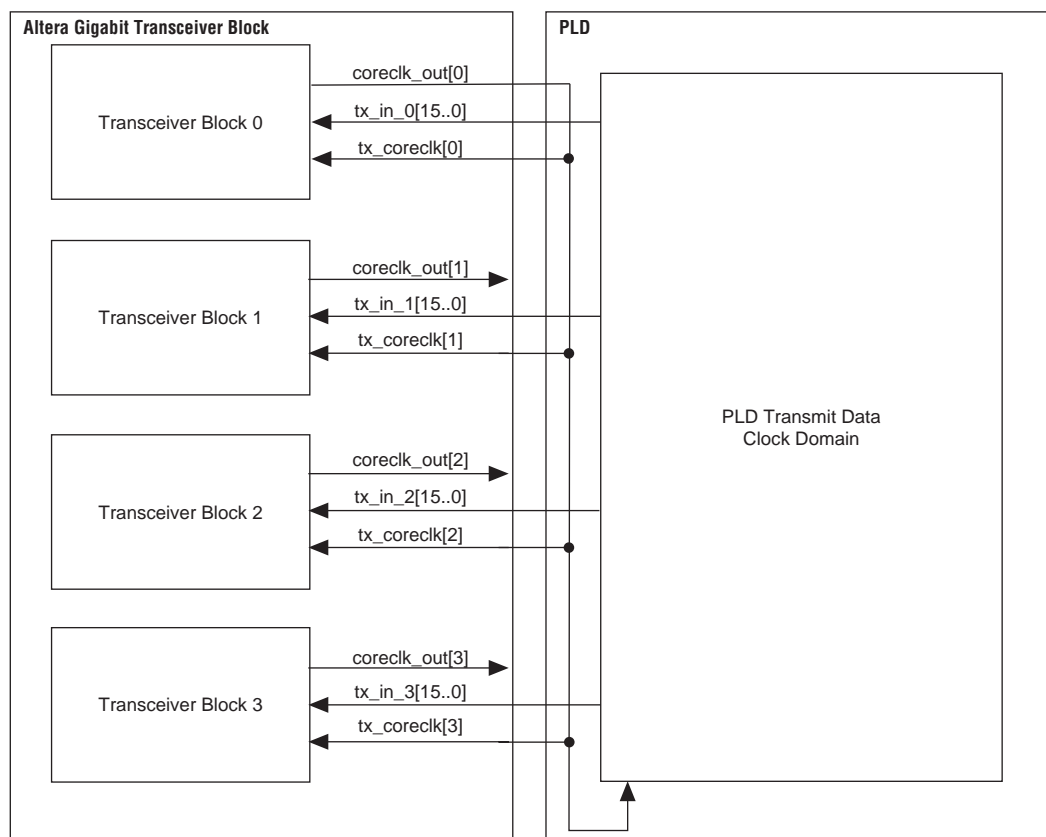 Altera Gigabit Transceiver Block
PLD
coreclk_out[0]
tx_in_0[15..0]
Transceiver Block 0
tx_coreclk[0]
coreclk_out[1]
tx_in_1[15..0]
Transceiver Block 1
tx_coreclk[1]
PLD Transmit Data
Clock Domain
coreclk_out[2]
tx_in_2[15..0]
Transceiver Block 2
tx_coreclk[2]
coreclk_out[3]
tx_in_3[15..0]
Transceiver Block 3
tx_coreclk[3]